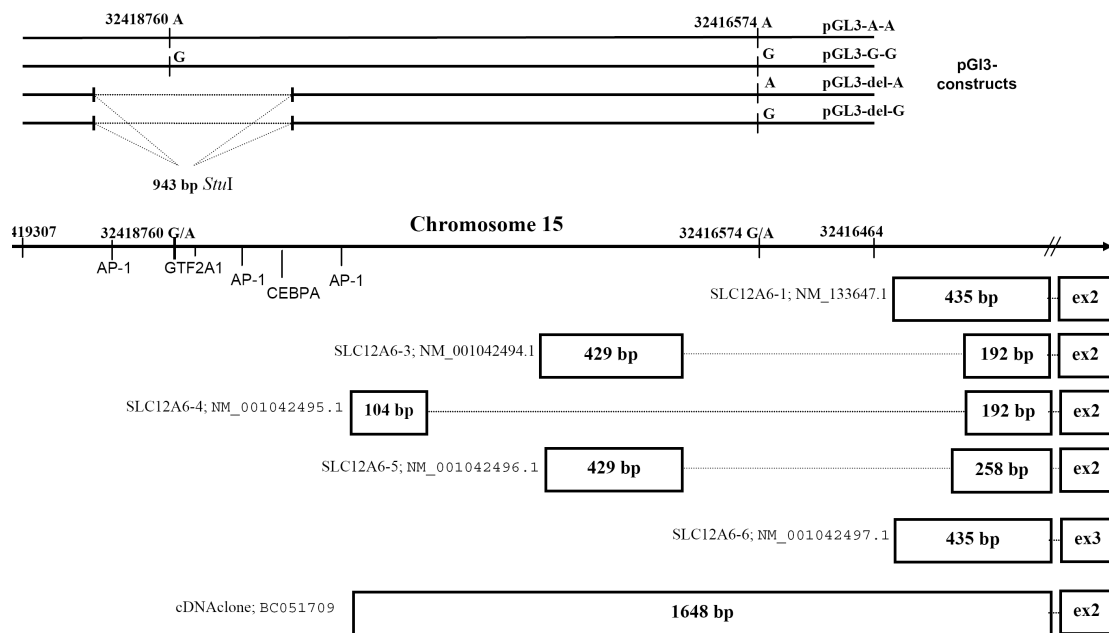 32418760 A 32416574 A pGL3-A-A
G G pGL3-G-G
A pGL3-del-A
G pGL3-del-G
pGl3-
constructs
943 bp StuI
Chromosome 15
419307 32418760 G/A 32416574 G/A 32416464
AP-1 GTF2A1 AP-1 CEBPA AP-1
SLC12A6-1; NM_133647.1 435 bp ex2
SLC12A6-3; NM_001042494.1 429 bp 192 bp ex2
SLC12A6-4; NM_001042495.1 104 bp 192 bp ex2
SLC12A6-5; NM_001042496.1 429 bp 258 bp ex2
SLC12A6-6; NM_001042497.1 435 bp ex3
cDNAclone; BC051709 1648 bp ex2